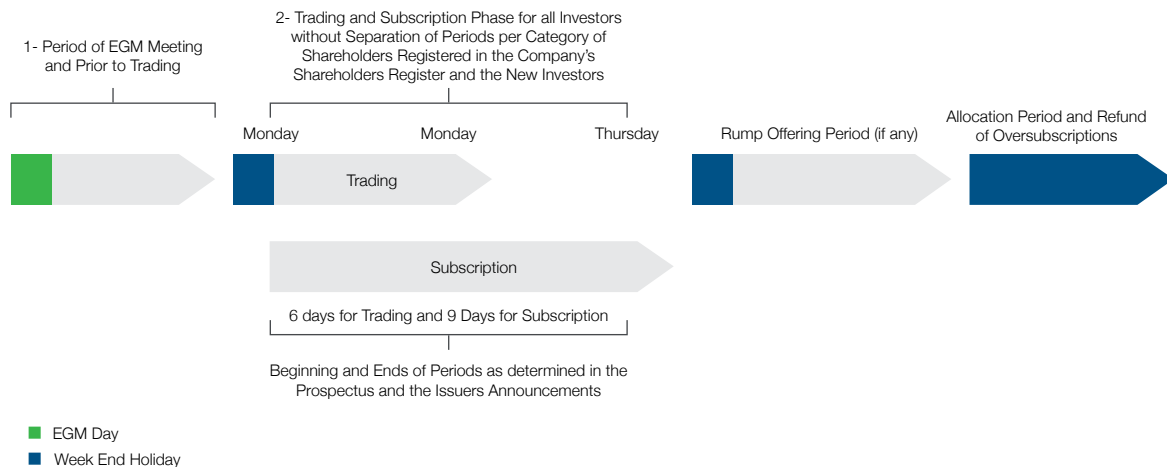 1- Period of EGM Meeting
and Prior to Trading
2- Trading and Subscription Phase for all Investors
without Separation of Periods per Category of
Shareholders Registered in the Company's
Shareholders Register and the New Investors
Monday
Monday
Thursday
Rump Offering Period (if any)
Allocation Period and Refund
of Oversubscriptions
Trading
Subscription
6 days for Trading and 9 Days for Subscription
Beginning and Ends of Periods as determined in the
Prospectus and the Issuers Announcements
EGM Day
Week End Holiday